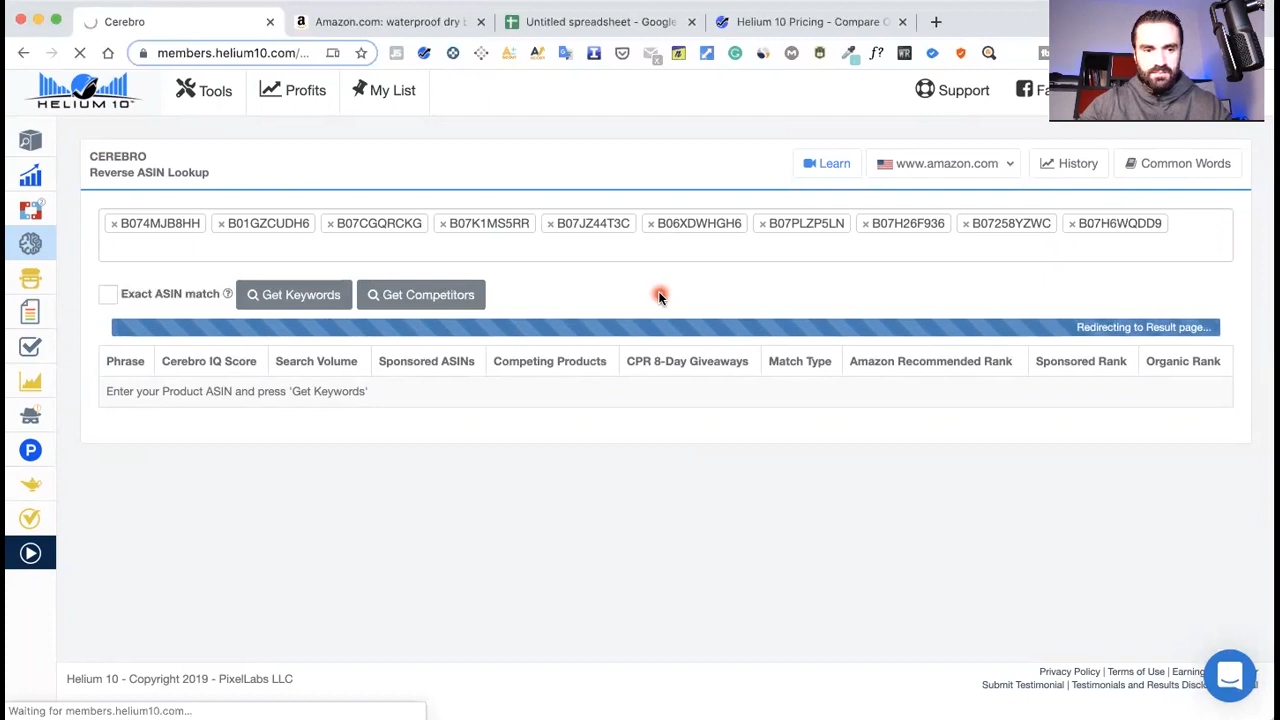 Cerebro
Amazon.com: waterproof dry b
Untitled spreadsheet - Google
Helium 10 Pricing - Compare
members.helium10.com/...
HELIUM 10
Tools
Profits
My List
Support
CEREBRO
Reverse ASIN Lookup
Learn
www.amazon.com
History
Common Words
× B074MJB8HH × B01GZCUDH6 × B07CGQRCKG × B07K1MS5RR × B07JZ44T3C × B06XDWHGH6 × B07PLZP5LN × B07H26F936 × B07258YZWC × B07H6WQDD9
Exact ASIN match ? Get Keywords Get Competitors
Redirecting to Result page...
Phrase Cerebro IQ Score Search Volume Sponsored ASINs Competing Products CPR 8-Day Giveaways Match Type Amazon Recommended Rank Sponsored Rank Organic Rank
Enter your Product ASIN and press 'Get Keywords'
Helium 10 - Copyright 2019 - PixelLabs LLC
Privacy Policy | Terms of Use | Earning
Submit Testimonial | Testimonials and Results
Waiting for members.helium10.com...